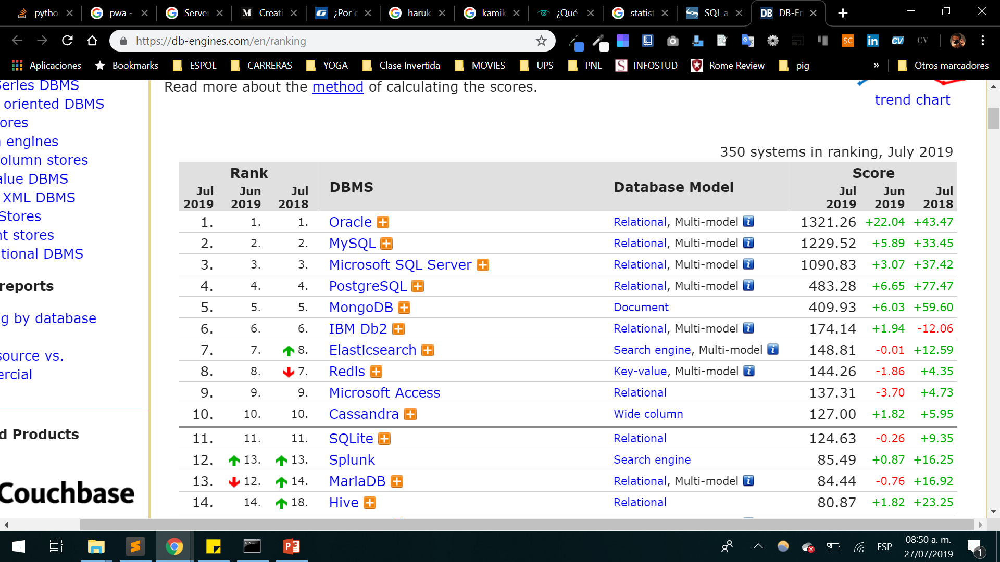 pytho
pwa -
Server
Creati
¿Por q
haruk
kamik
¿Qué
statist
SQL a
DB-En
https://db-engines.com/en/ranking
Aplicaciones
Bookmarks
ESPOL
CARRERAS
YOGA
Clase Invertida
MOVIES
UPS
PNL
INFOSTUD
Rome Review
pig
»
Otros marcadores
eries DBMS
oriented DBMS
ores
engines
olumn stores
alue DBMS
XML DBMS
Stores
nt stores
tional DBMS
reports
g by database
source vs.
ercial
d Products
Couchbase
Read more about the method of calculating the scores.
trend chart
350 systems in ranking, July 2019
Rank DBMS Database Model Score
Jul 2019 Jun 2019 Jul 2018 Jul 2019 Jun 2019 Jul 2018
1. 1. 1. Oracle Relational, Multi-model 1321.26 +22.04 +43.47
2. 2. 2. MySQL Relational, Multi-model 1229.52 +5.89 +33.45
3. 3. 3. Microsoft SQL Server Relational, Multi-model 1090.83 +3.07 +37.42
4. 4. 4. PostgreSQL Relational, Multi-model 483.28 +6.65 +77.47
5. 5. 5. MongoDB Document 409.93 +6.03 +59.60
6. 6. 6. IBM Db2 Relational, Multi-model 174.14 +1.94 -12.06
7. 7. 8. Elasticsearch Search engine, Multi-model 148.81 -0.01 +12.59
8. 8. 7. Redis Key-value, Multi-model 144.26 -1.86 +4.35
9. 9. 9. Microsoft Access Relational 137.31 -3.70 +4.73
10. 10. 10. Cassandra Wide column 127.00 +1.82 +5.95
11. 11. 11. SQLite Relational 124.63 -0.26 +9.35
12. 13. 13. Splunk Search engine 85.49 +0.87 +16.25
13. 12. 14. MariaDB Relational, Multi-model 84.44 -0.76 +16.92
14. 14. 18. Hive Relational 80.87 +1.82 +23.25
ESP
08:50 a. m.
27/07/2019
1